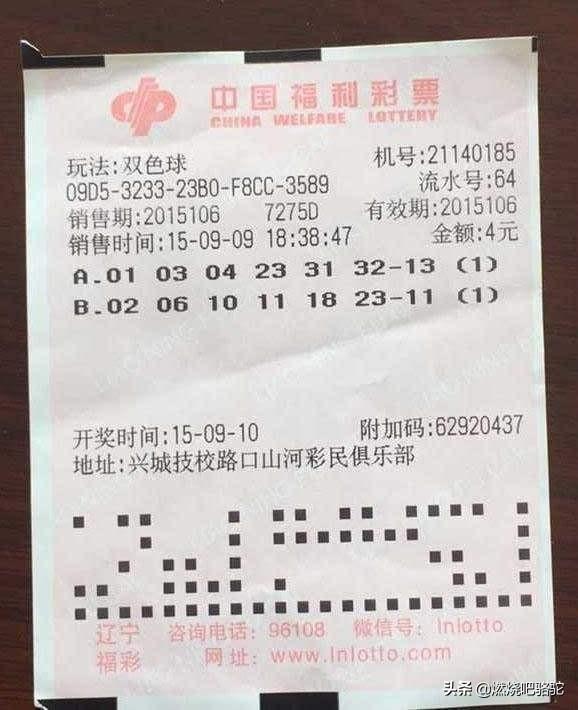 中国福利彩票
CHINA WELFARE LOTTERY
玩法:双色球 机号:21140185
09D5-3233-23B0-F8CC-3589 流水号:64
销售期:2015106 7275D 有效期:2015106
销售时间:15-09-09 18:38:47 金额:4元
A.01 03 04 23 31 32-13 (1)
B.02 06 10 11 18 23-11 (1)
开奖时间:15-09-10 附加码:62920437
地址:兴城技校路口山河彩民俱乐部
辽宁 咨询电话: 96108 微信号: lnlotto
福彩 网址: www.lnlotto.com
头条 @燃烧吧骆驼